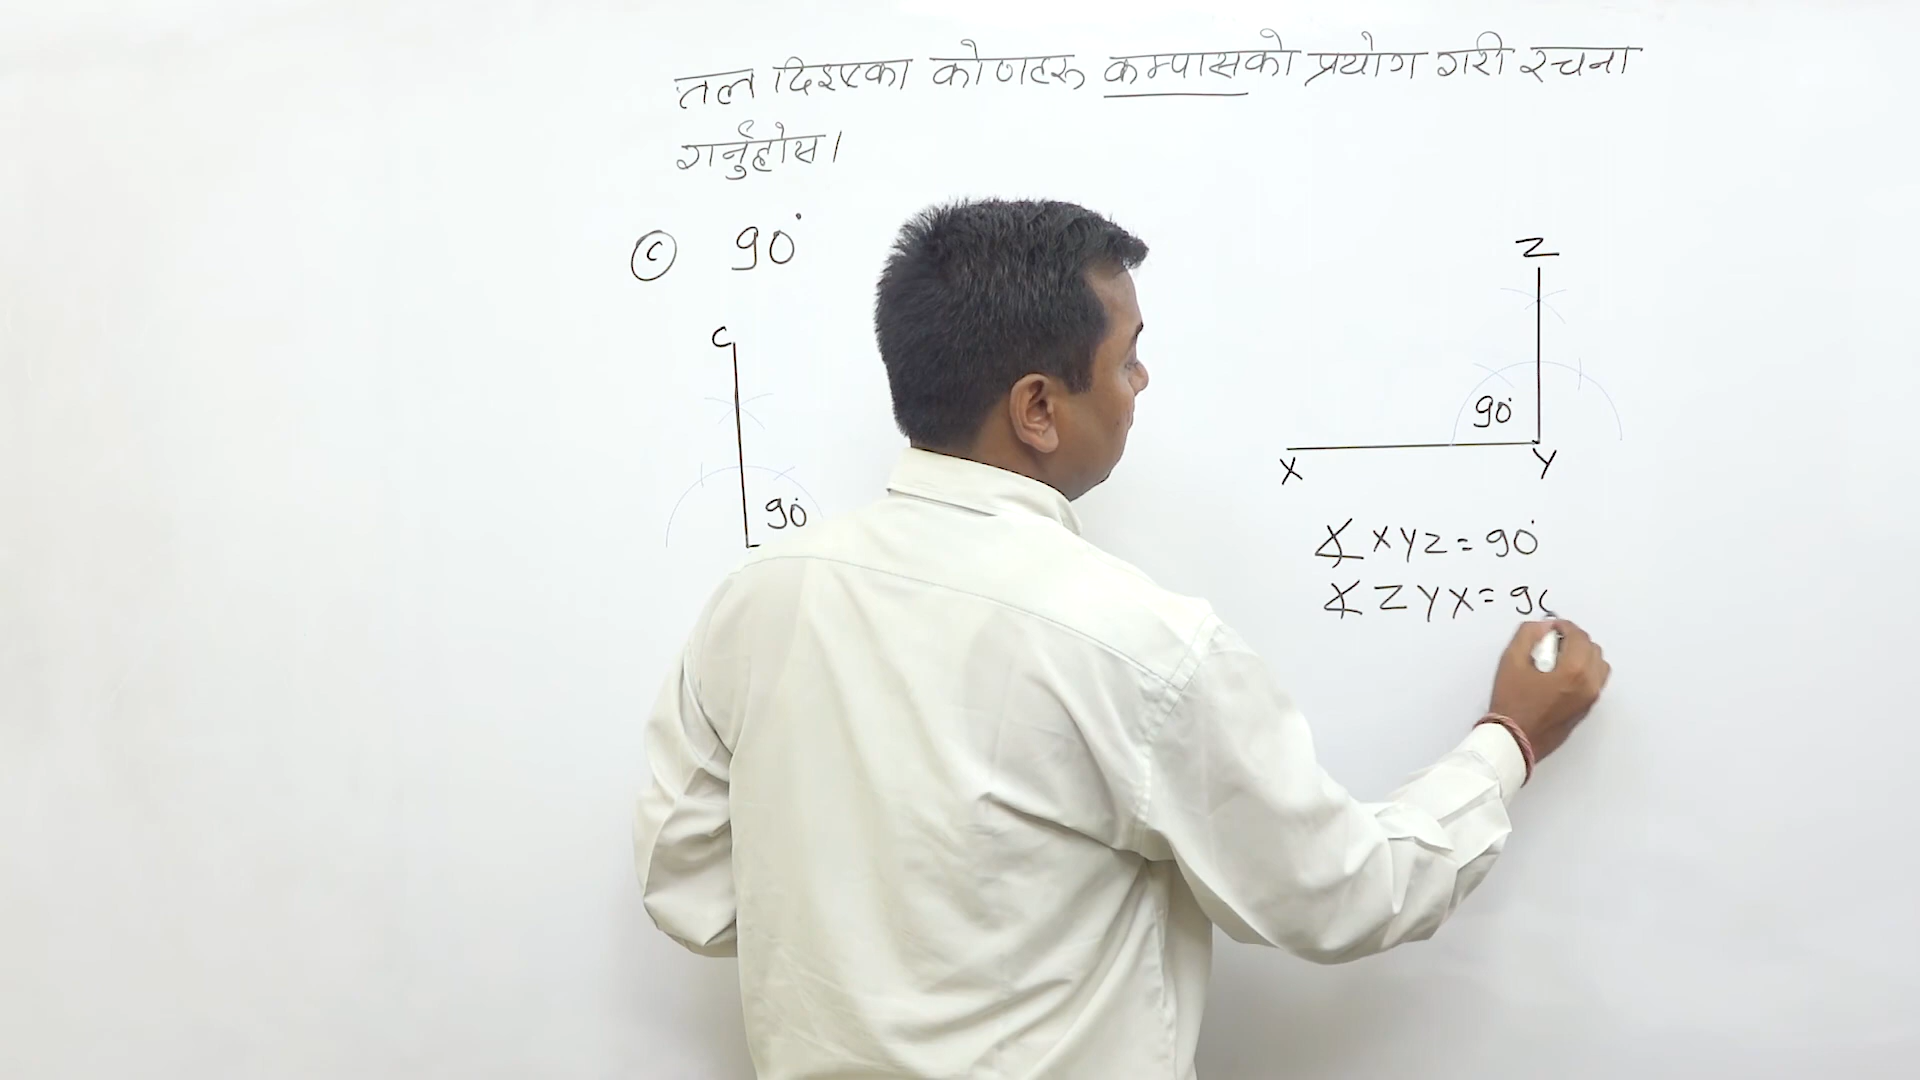 तल दिइएका कोणहरू कम्पासको प्रयोग गरी रचना
गर्नुहोस।
c 90°
C
90°
Z
90°
X Y
∡XYZ = 90°
∡ZYX = 90